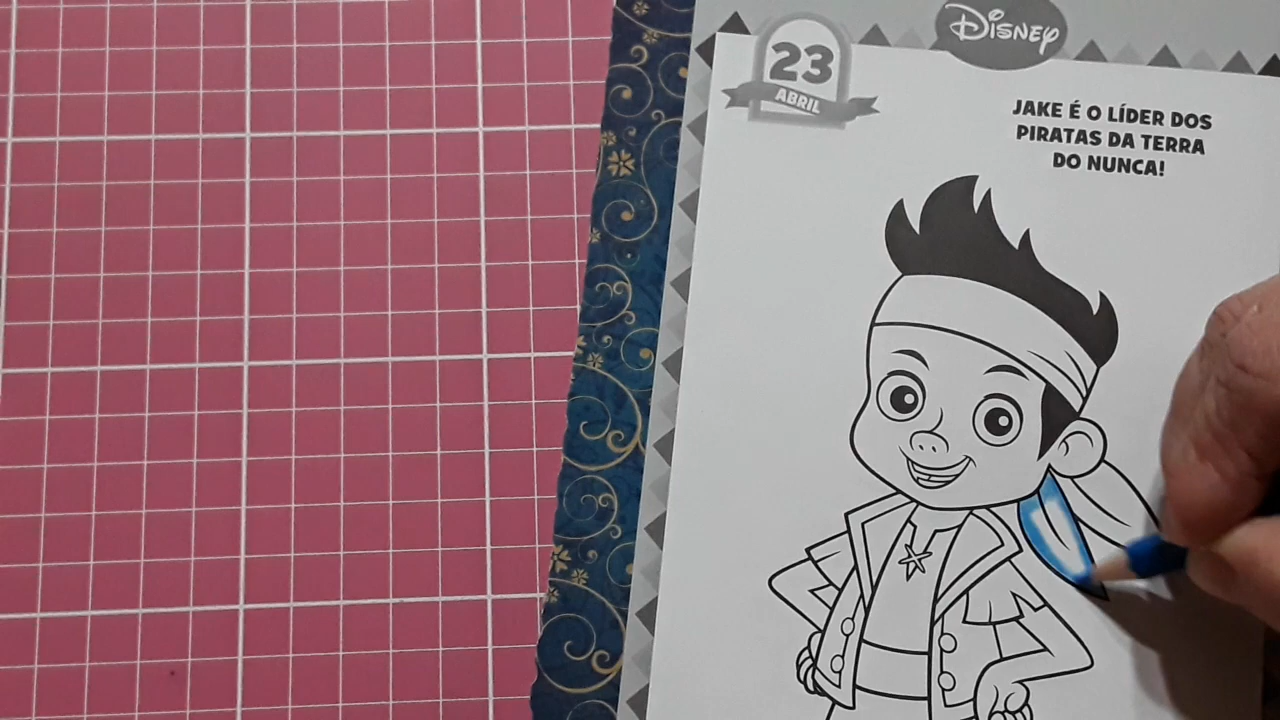 23
ABRIL
DISNEY
JAKE É O LÍDER DOS
PIRATAS DA TERRA
DO NUNCA!